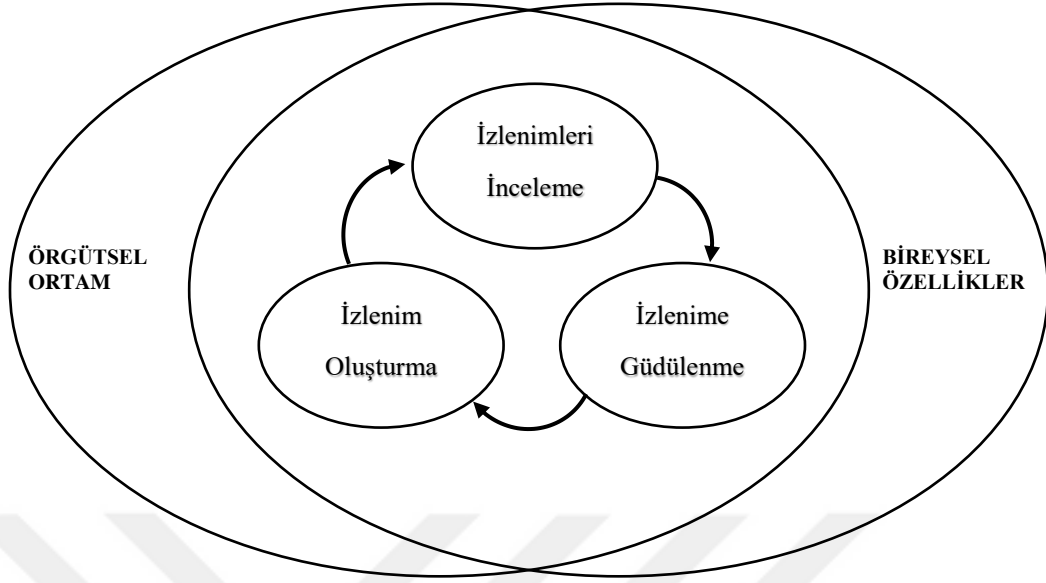 İzlenimleri
İnceleme
ÖRGÜTSEL
ORTAM
BİREYSEL
ÖZELLİKLER
İzlenim
Oluşturma
İzlenime
Güdülenme